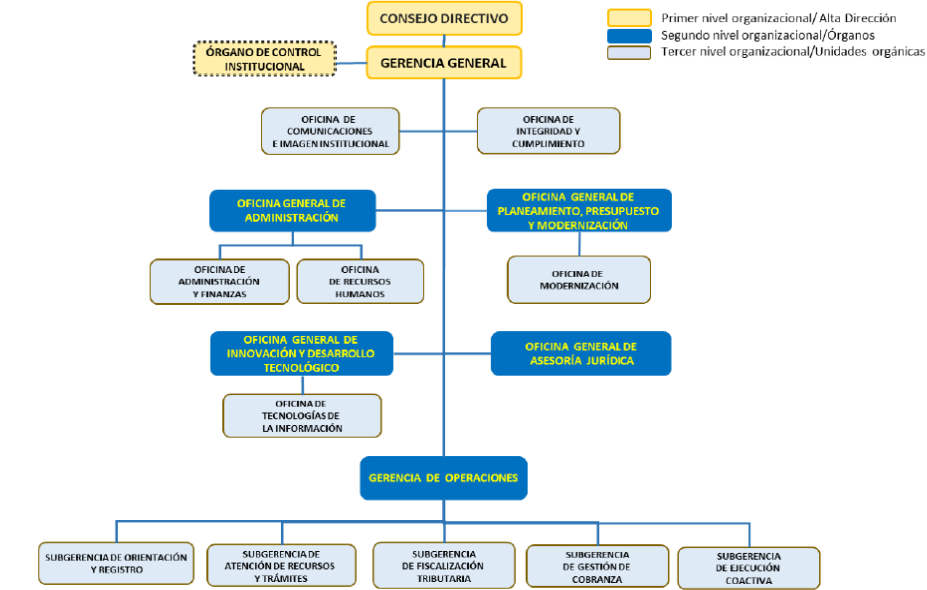 CONSEJO DIRECTIVO
Primer nivel organizacional/ Alta Dirección
Segundo nivel organizacional/Órganos
Tercer nivel organizacional/Unidades orgánicas
ÓRGANO DE CONTROL
INSTITUCIONAL
GERENCIA GENERAL
OFICINA DE
COMUNICACIONES
E IMAGEN INSTITUCIONAL
OFICINA DE
INTEGRIDAD Y
CUMPLIMIENTO
OFICINA GENERAL DE
ADMINISTRACIÓN
OFICINA GENERAL DE
PLANEAMIENTO, PRESUPUESTO
Y MODERNIZACIÓN
OFICINA DE
ADMINISTRACIÓN
Y FINANZAS
OFICINA
DE RECURSOS
HUMANOS
OFICINA DE
MODERNIZACIÓN
OFICINA GENERAL DE
INNOVACIÓN Y DESARROLLO
TECNOLÓGICO
OFICINA GENERAL DE
ASESORÍA JURÍDICA
OFICINA DE
TECNOLOGÍAS DE
LA INFORMACIÓN
GERENCIA DE OPERACIONES
SUBGERENCIA DE ORIENTACIÓN
Y REGISTRO
SUBGERENCIA DE
ATENCIÓN DE RECURSOS
Y TRÁMITES
SUBGERENCIA
DE FISCALIZACIÓN
TRIBUTARIA
SUBGERENCIA
DE GESTIÓN DE
COBRANZA
SUBGERENCIA
DE EJECUCIÓN
COACTIVA